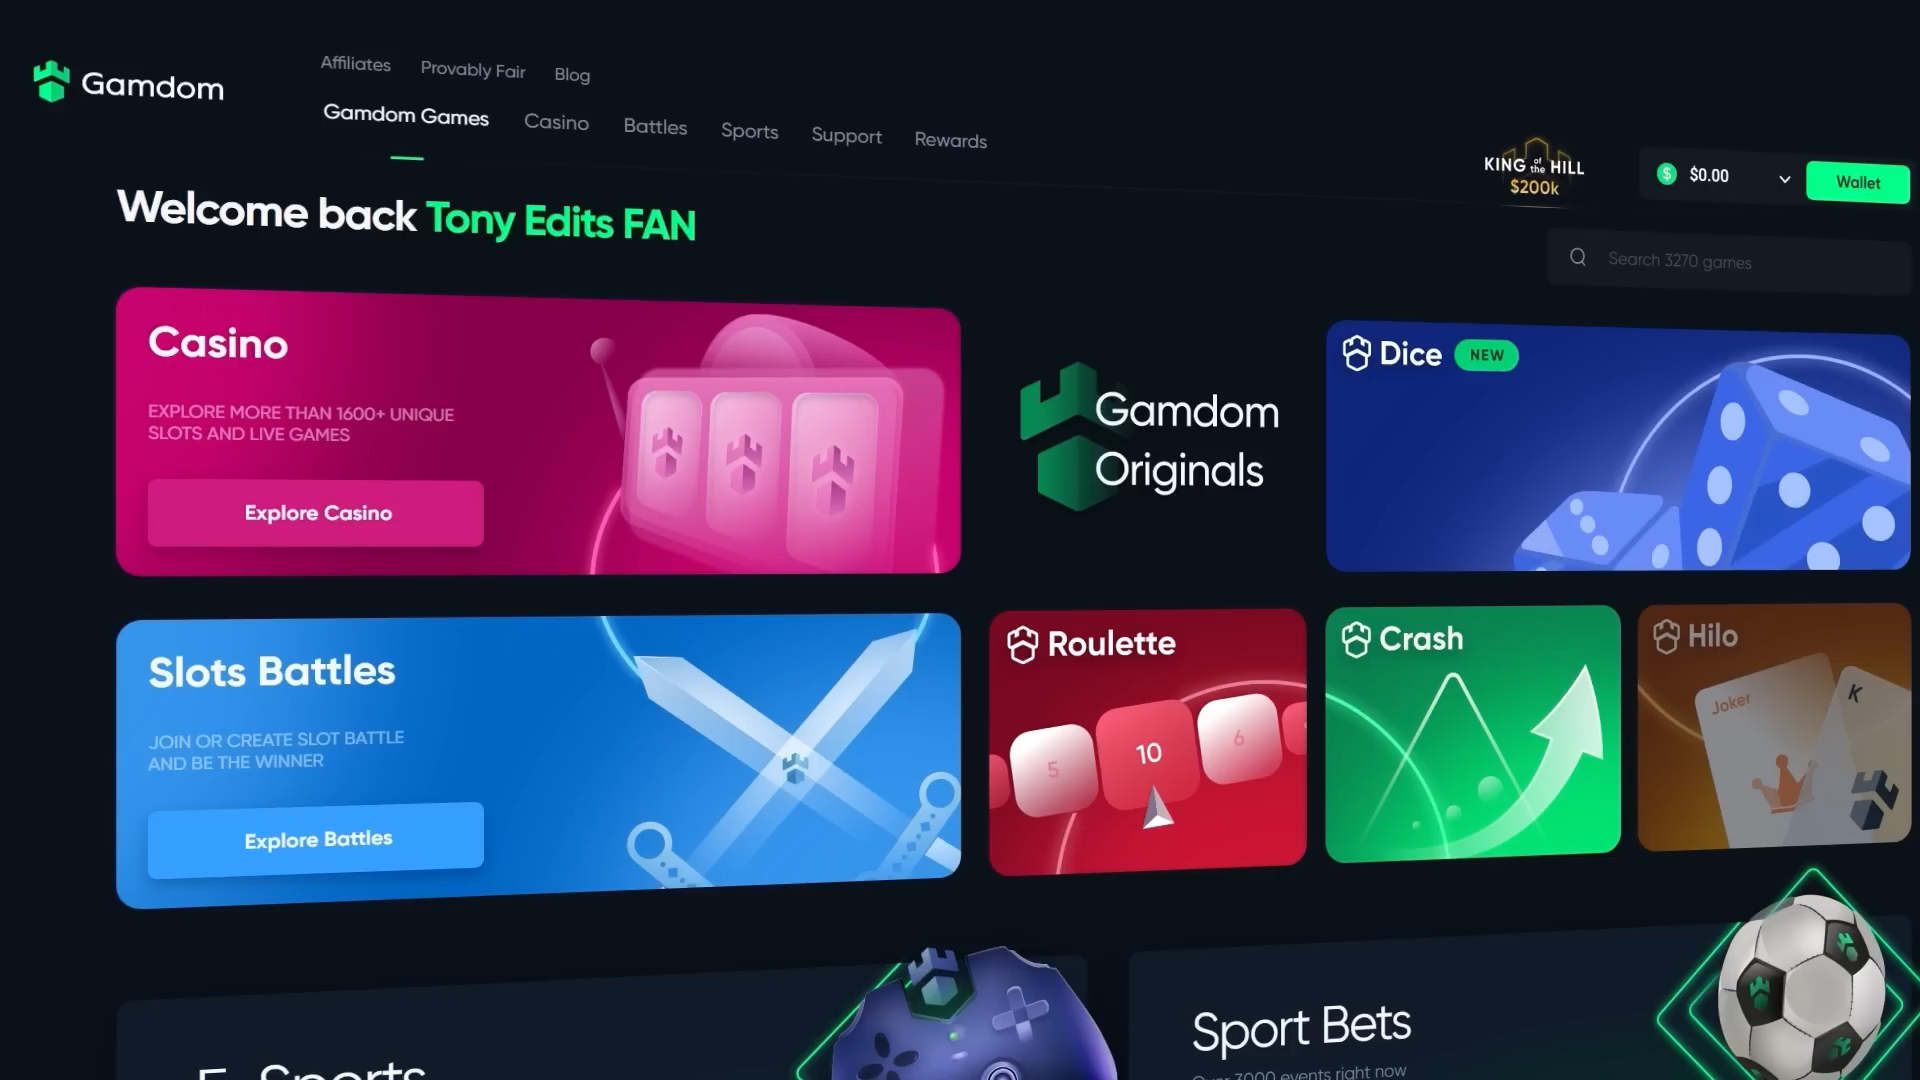 Gamdom
Affiliates Provably Fair Blog
Gamdom Games Casino Battles Sports Support Rewards
KING of the HILL
$200k
$ $0.00
Wallet
Welcome back Tony Edits FAN
Search 3270 games
Casino
EXPLORE MORE THAN 1600+ UNIQUE
SLOTS AND LIVE GAMES
Explore Casino
Gamdom
Originals
Dice NEW
Slots Battles
JOIN OR CREATE SLOT BATTLE
AND BE THE WINNER
Explore Battles
Roulette
5 10 6
Crash
Hilo
Joker
K
E-Sports
Sport Bets
Over 3000 events right now